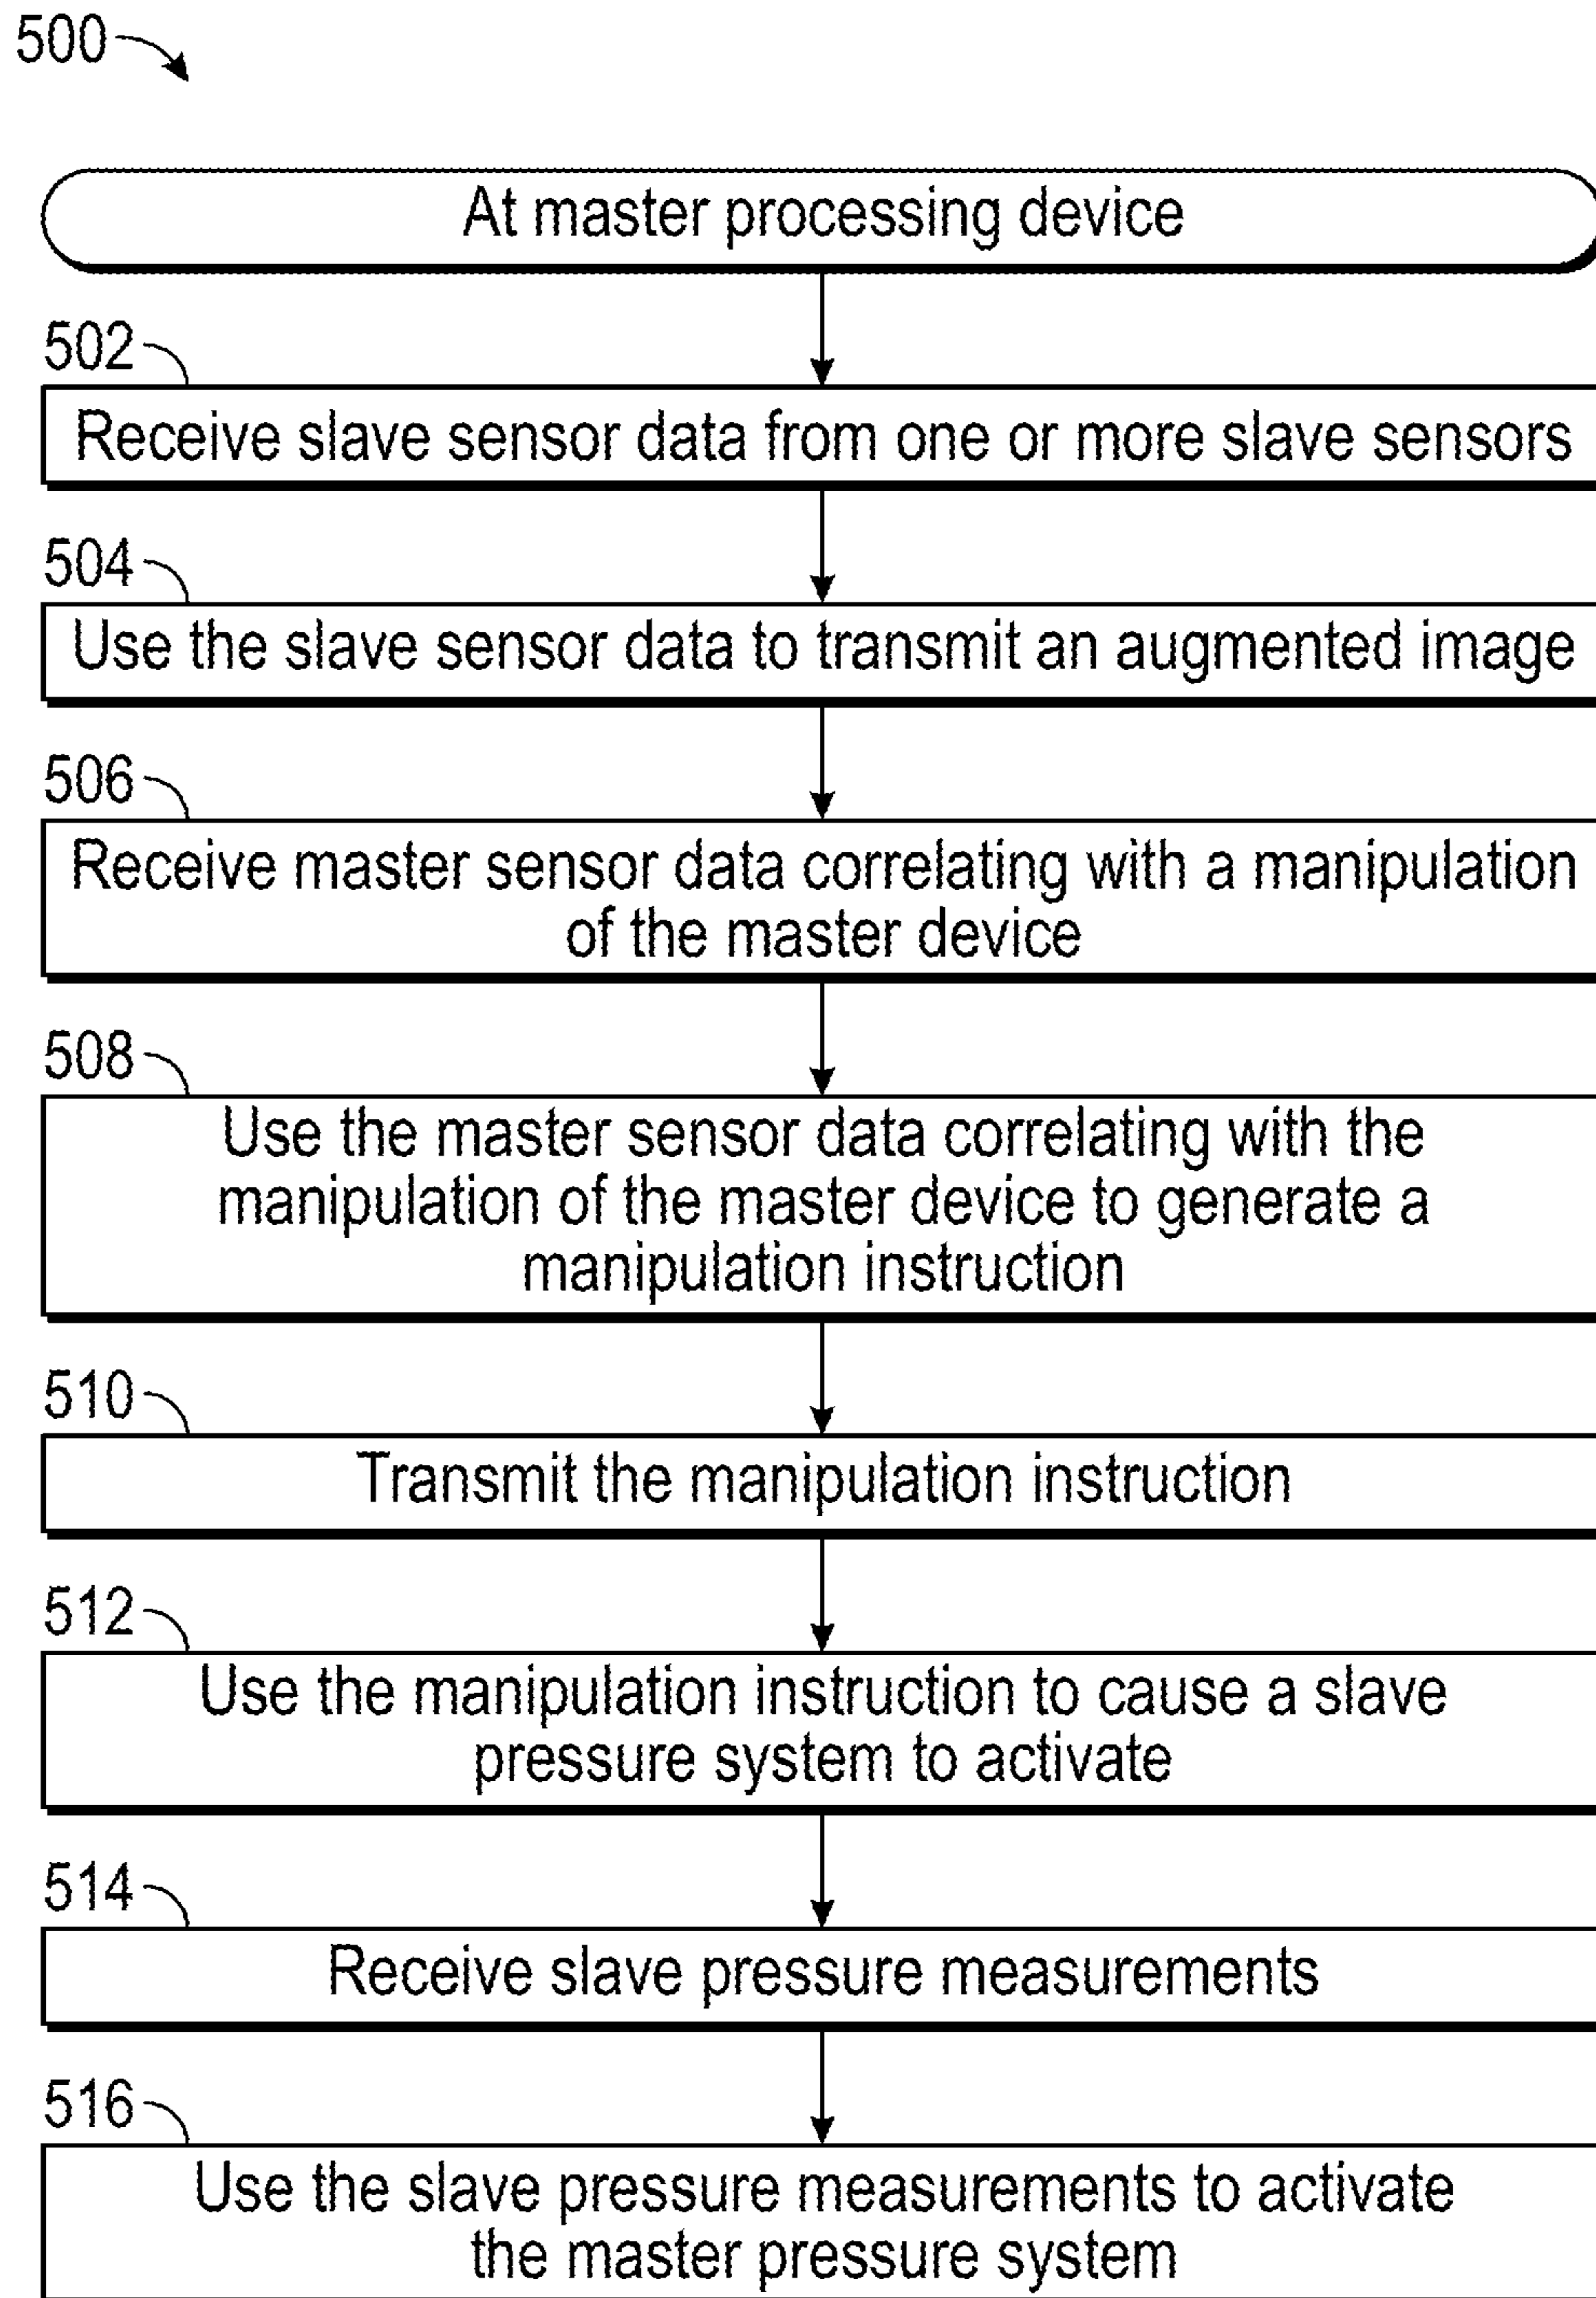 500
At master processing device
502
Receive slave sensor data from one or more slave sensors
504
Use the slave sensor data to transmit an augmented image
506
Receive master sensor data correlating with a manipulation
of the master device
508
Use the master sensor data correlating with the
manipulation of the master device to generate a
manipulation instruction
510
Transmit the manipulation instruction
512
Use the manipulation instruction to cause a slave
pressure system to activate
514
Receive slave pressure measurements
516
Use the slave pressure measurements to activate
the master pressure system